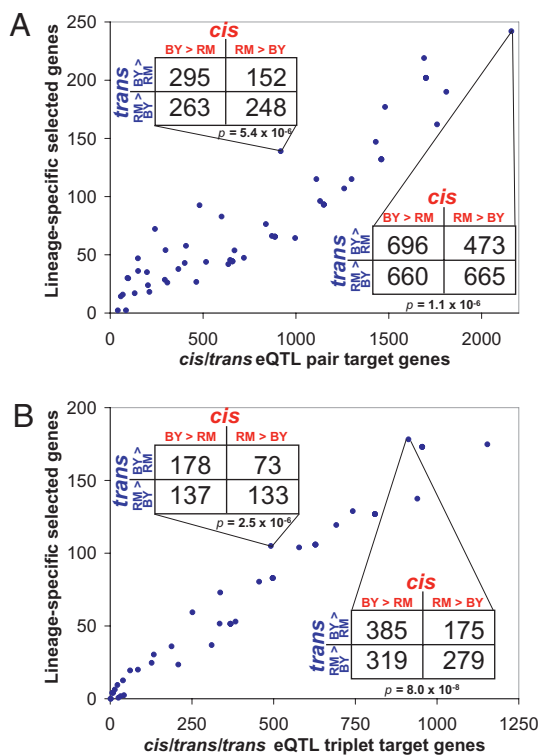 A
Lineage-specific selected genes
250
200
150
100
50
0
0 500 1000 1500 2000
cis/trans eQTL pair target genes
cis
BY > RM RM > BY
trans
BY > RM
RM > BY
295 152
263 248
p = 5.4 x 10-6
cis
BY > RM RM > BY
trans
BY > RM
RM > BY
696 473
660 665
p = 1.1 x 10-6
B
Lineage-specific selected genes
200
150
100
50
0
0 250 500 750 1000 1250
cis/trans/trans eQTL triplet target genes
cis
BY > RM RM > BY
trans
BY > RM
RM > BY
178 73
137 133
p = 2.5 x 10-6
cis
BY > RM RM > BY
trans
BY > RM
RM > BY
385 175
319 279
p = 8.0 x 10-8